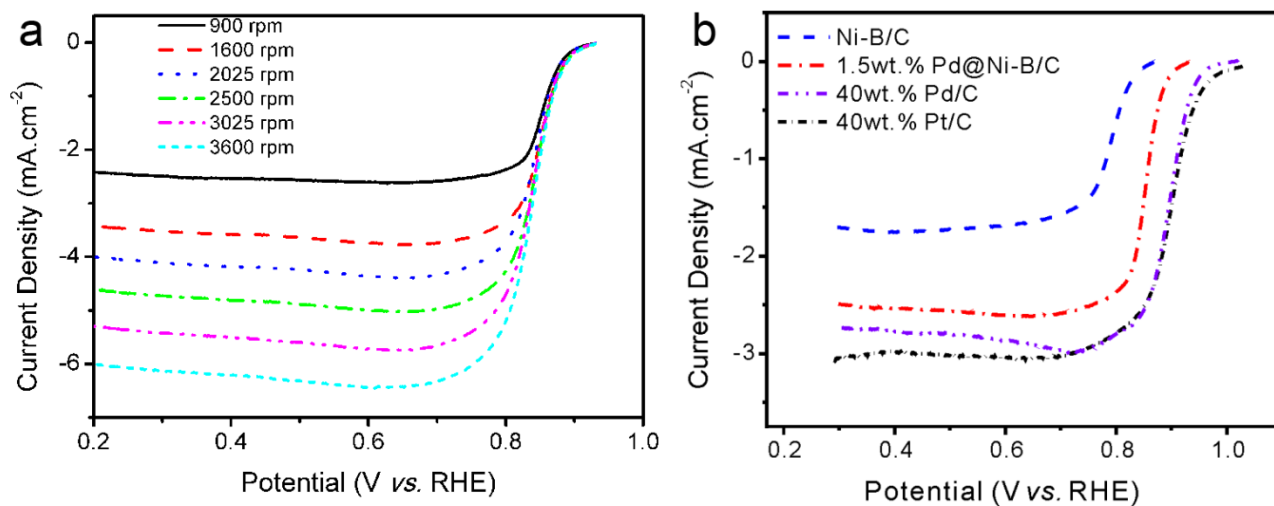 a
900 rpm
1600 rpm
2025 rpm
2500 rpm
3025 rpm
3600 rpm
0
-2
-4
-6
Current Density (mA.cm⁻²)
0.2 0.4 0.6 0.8 1.0
Potential (V vs. RHE)
b
Ni-B/C
1.5wt.% Pd@Ni-B/C
40wt.% Pd/C
40wt.% Pt/C
0
-1
-2
-3
Current Density (mA.cm⁻²)
0.2 0.4 0.6 0.8 1.0
Potential (V vs. RHE)